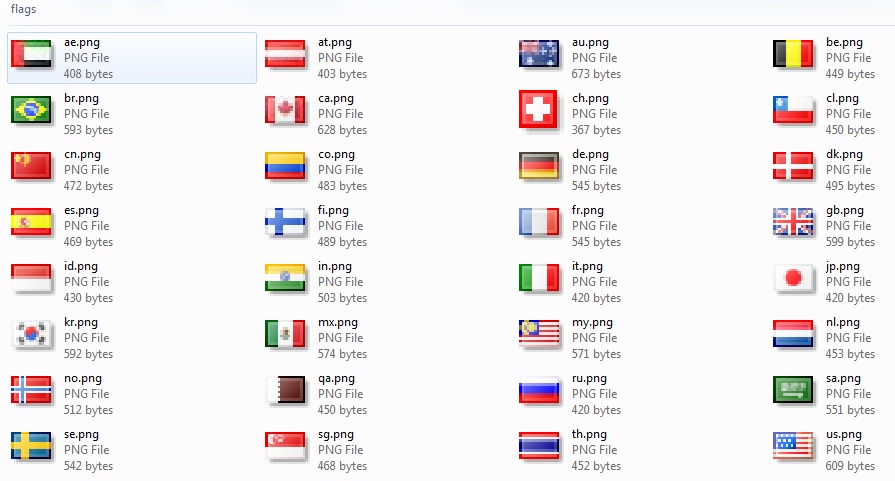 flags
ae.png
PNG File
408 bytes
at.png
PNG File
403 bytes
au.png
PNG File
673 bytes
be.png
PNG File
449 bytes
br.png
PNG File
593 bytes
ca.png
PNG File
628 bytes
ch.png
PNG File
367 bytes
cl.png
PNG File
450 bytes
cn.png
PNG File
472 bytes
co.png
PNG File
483 bytes
de.png
PNG File
545 bytes
dk.png
PNG File
495 bytes
es.png
PNG File
469 bytes
fi.png
PNG File
489 bytes
fr.png
PNG File
545 bytes
gb.png
PNG File
599 bytes
id.png
PNG File
430 bytes
in.png
PNG File
503 bytes
it.png
PNG File
420 bytes
jp.png
PNG File
420 bytes
kr.png
PNG File
592 bytes
mx.png
PNG File
574 bytes
my.png
PNG File
571 bytes
nl.png
PNG File
453 bytes
no.png
PNG File
512 bytes
qa.png
PNG File
450 bytes
ru.png
PNG File
420 bytes
sa.png
PNG File
551 bytes
se.png
PNG File
542 bytes
sg.png
PNG File
468 bytes
th.png
PNG File
452 bytes
us.png
PNG File
609 bytes